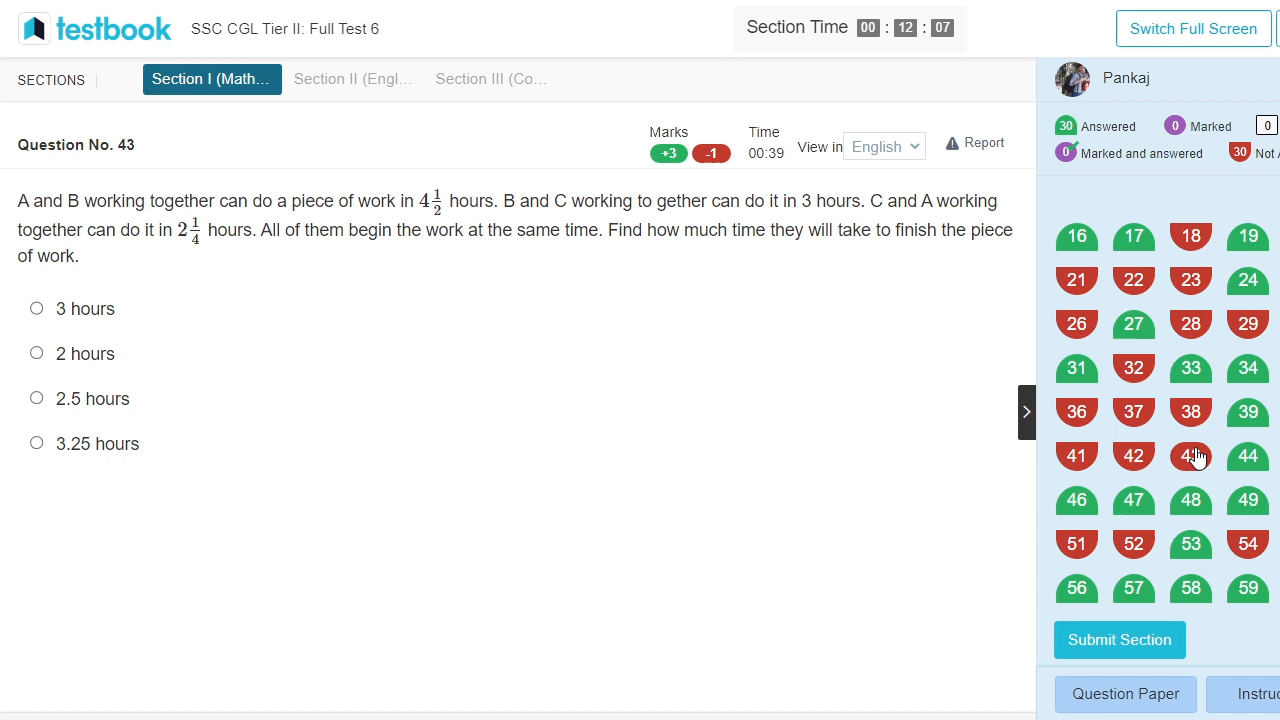 testbook
SSC CGL Tier II: Full Test 6
Section Time 00 : 12 : 07
Switch Full Screen
SECTIONS
Section I (Math...
Section II (Engl...
Section III (Co...
Pankaj
30 Answered
0 Marked
0
0 Marked and answered
30 Not
Question No. 43
Marks
+3 -1
Time
00:39
View in English
Report
A and B working together can do a piece of work in 4 1/2 hours. B and C working to gether can do it in 3 hours. C and A working
together can do it in 2 1/4 hours. All of them begin the work at the same time. Find how much time they will take to finish the piece
of work.
3 hours
2 hours
2.5 hours
3.25 hours
16 17 18 19
21 22 23 24
26 27 28 29
31 32 33 34
36 37 38 39
41 42 44
46 47 48 49
51 52 53 54
56 57 58 59
Submit Section
Question Paper